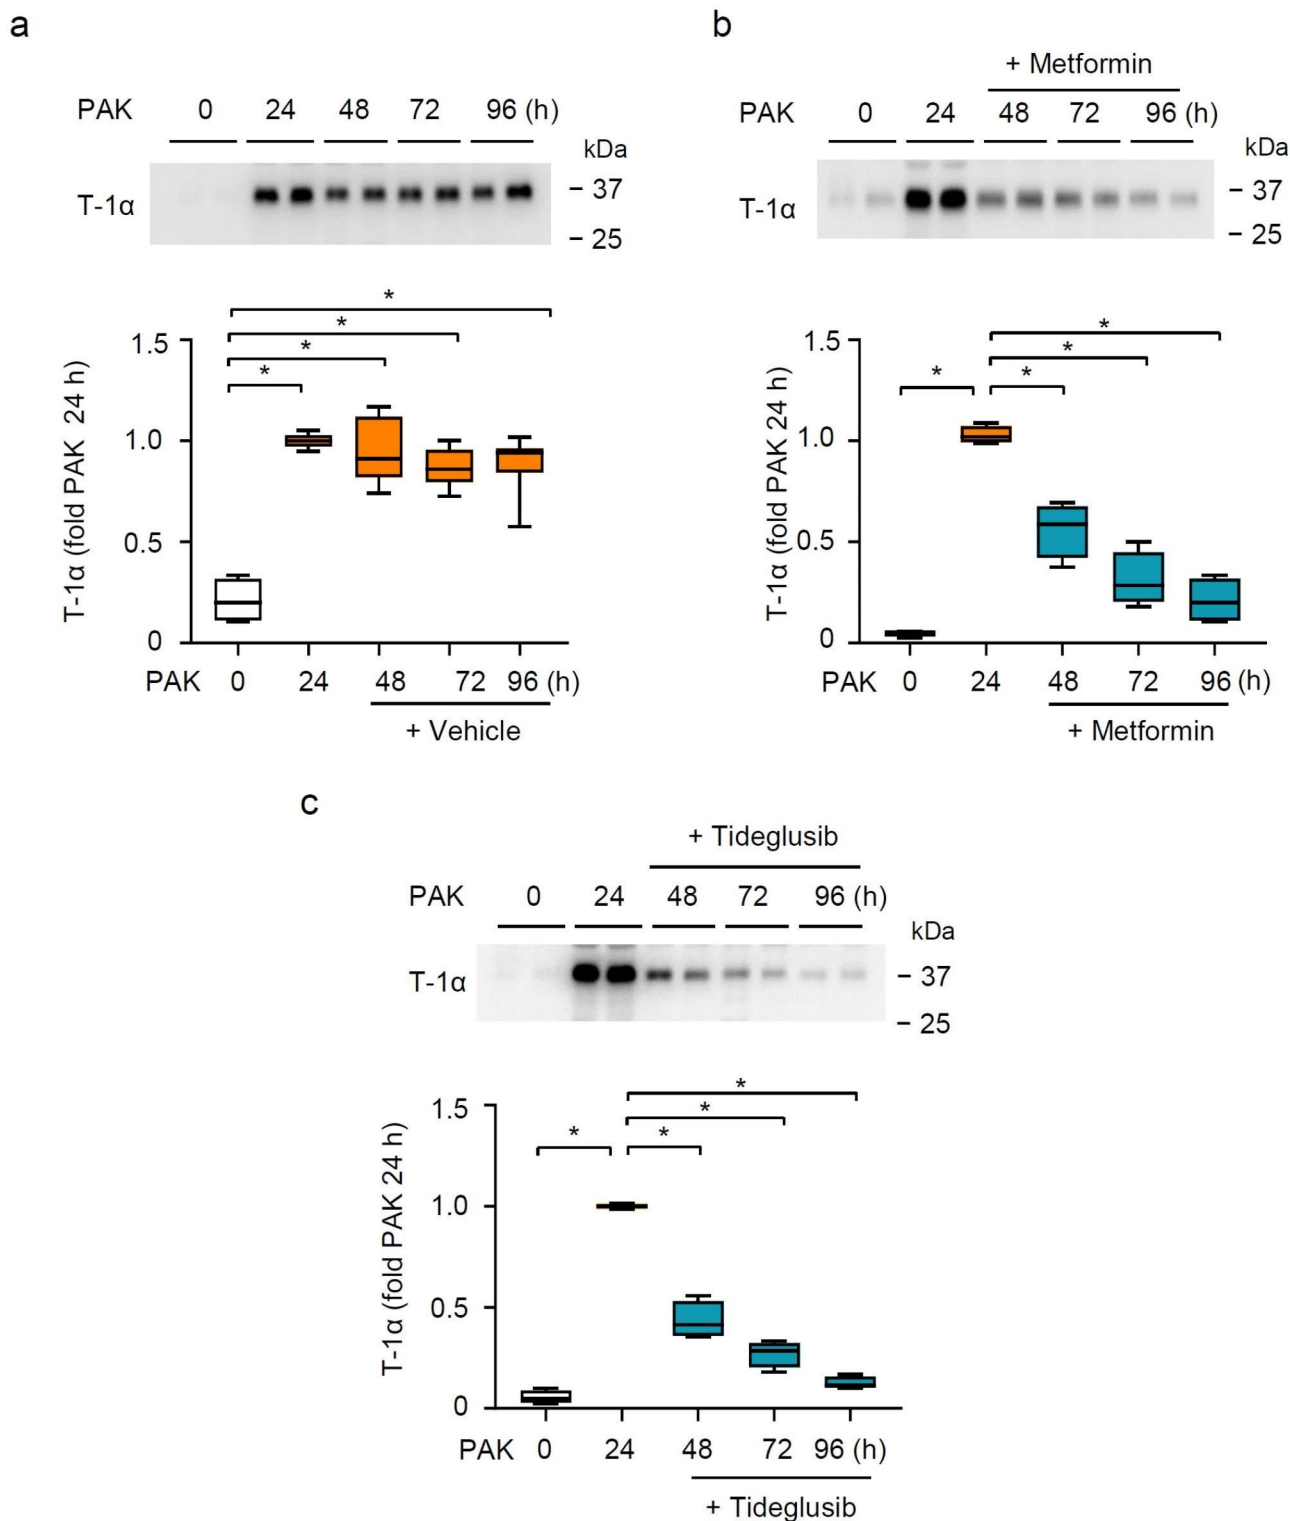 a
PAK 0 24 48 72 96 (h)
kDa
T-1α
– 37
– 25
* * * *
T-1α (fold PAK 24 h)
1.5
1.0
0.5
0
PAK 0 24 48 72 96 (h)
+ Vehicle
b
+ Metformin
PAK 0 24 48 72 96 (h)
kDa
T-1α
– 37
– 25
* * * *
T-1α (fold PAK 24 h)
1.5
1.0
0.5
0
PAK 0 24 48 72 96 (h)
+ Metformin
c
+ Tideglusib
PAK 0 24 48 72 96 (h)
kDa
T-1α
– 37
– 25
* * * *
T-1α (fold PAK 24 h)
1.5
1.0
0.5
0
PAK 0 24 48 72 96 (h)
+ Tideglusib